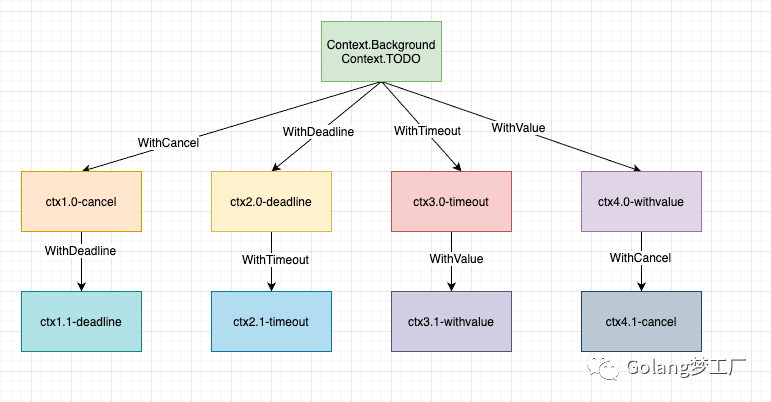 Context.Background
Context.TODO
WithCancel
WithDeadline
WithTimeout
WithValue
ctx1.0-cancel
ctx2.0-deadline
ctx3.0-timeout
ctx4.0-withvalue
WithDeadline
WithTimeout
WithValue
WithCancel
ctx1.1-deadline
ctx2.1-timeout
ctx3.1-withvalue
ctx4.1-cancel
Golang梦工厂